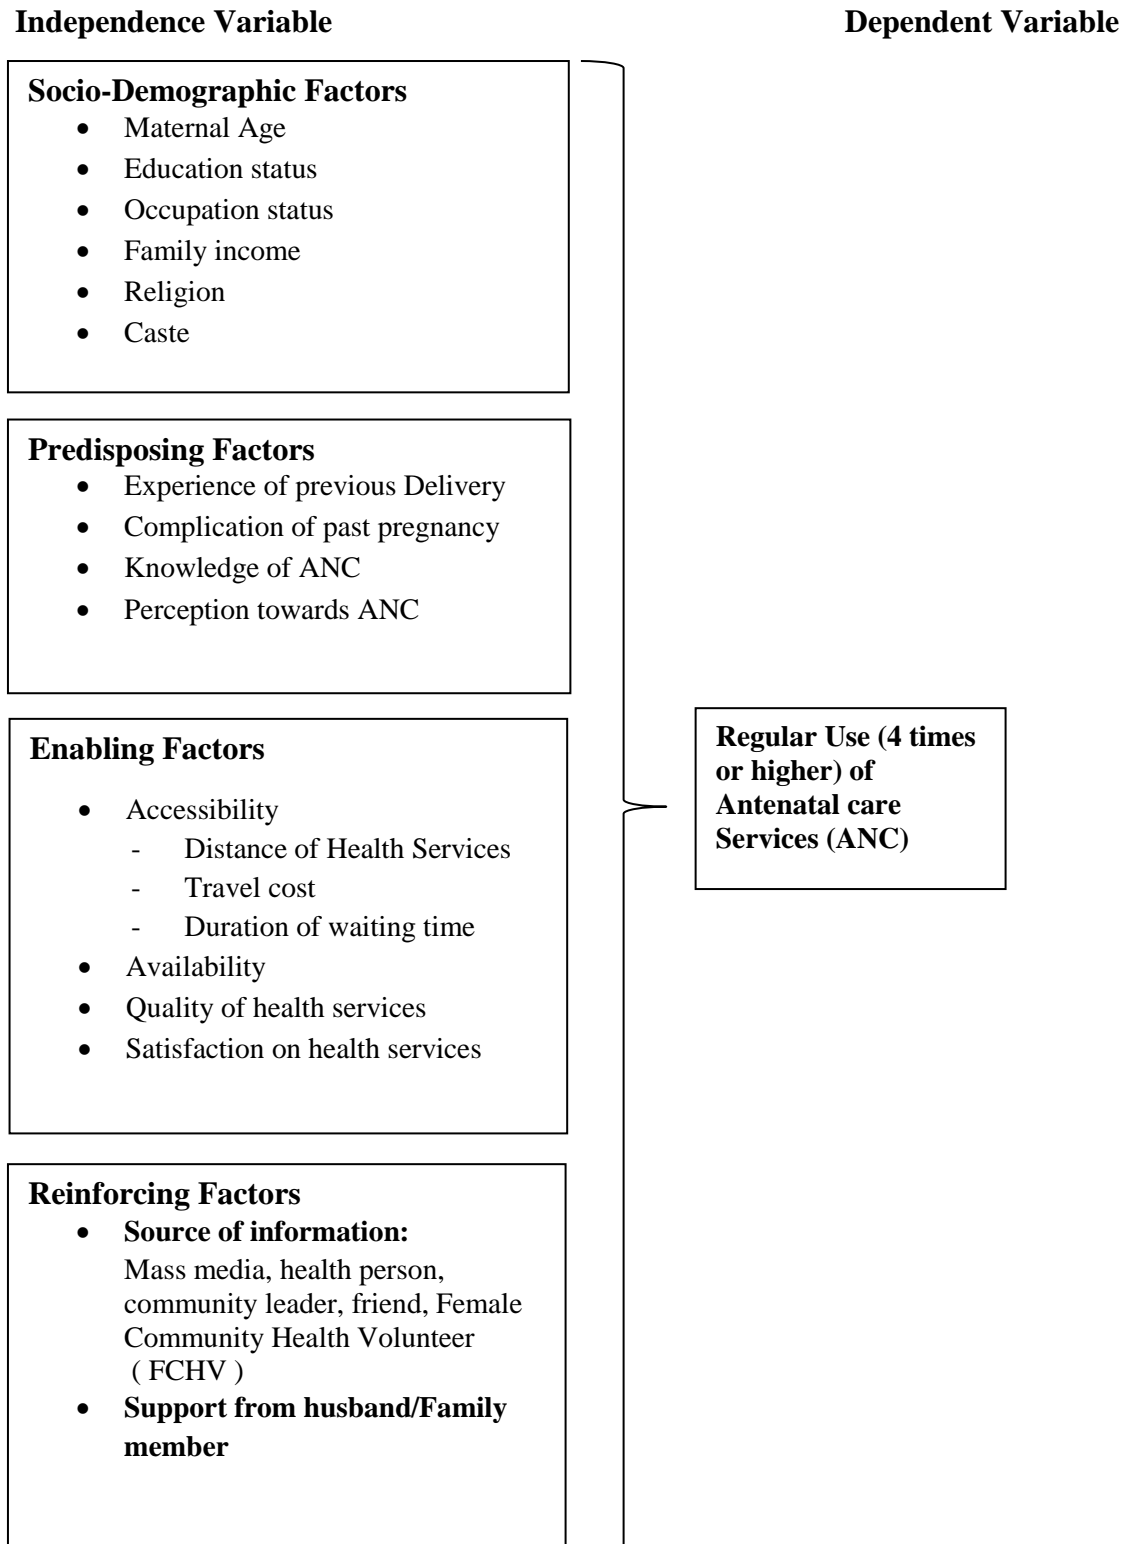 Independence Variable Dependent Variable
Socio-Demographic Factors
• Maternal Age
• Education status
• Occupation status
• Family income
• Religion
• Caste
Predisposing Factors
• Experience of previous Delivery
• Complication of past pregnancy
• Knowledge of ANC
• Perception towards ANC
Enabling Factors
• Accessibility
- Distance of Health Services
- Travel cost
- Duration of waiting time
• Availability
• Quality of health services
• Satisfaction on health services
Reinforcing Factors
• Source of information:
Mass media, health person,
community leader, friend, Female
Community Health Volunteer
( FCHV )
• Support from husband/Family
member
Regular Use (4 times
or higher) of
Antenatal care
Services (ANC)